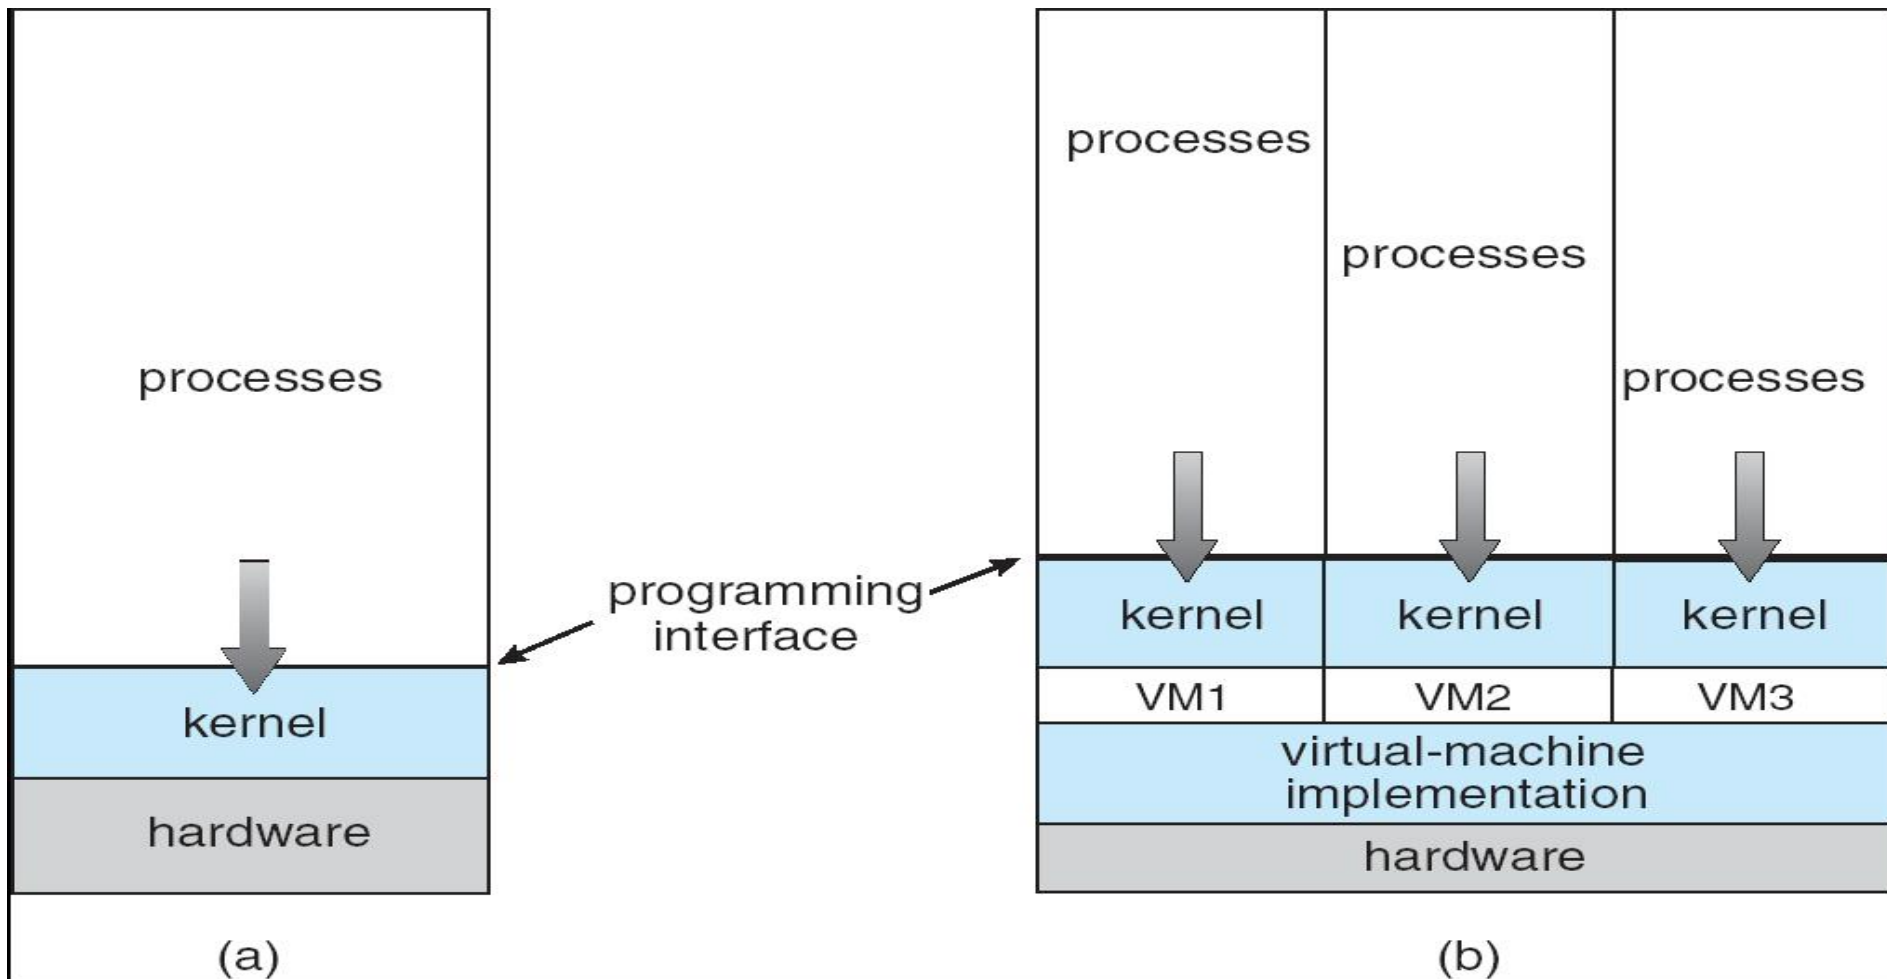 processes
kernel
hardware
(a)
programming
interface
processes
processes
processes
kernel
kernel
kernel
VM1
VM2
VM3
virtual-machine
implementation
hardware
(b)